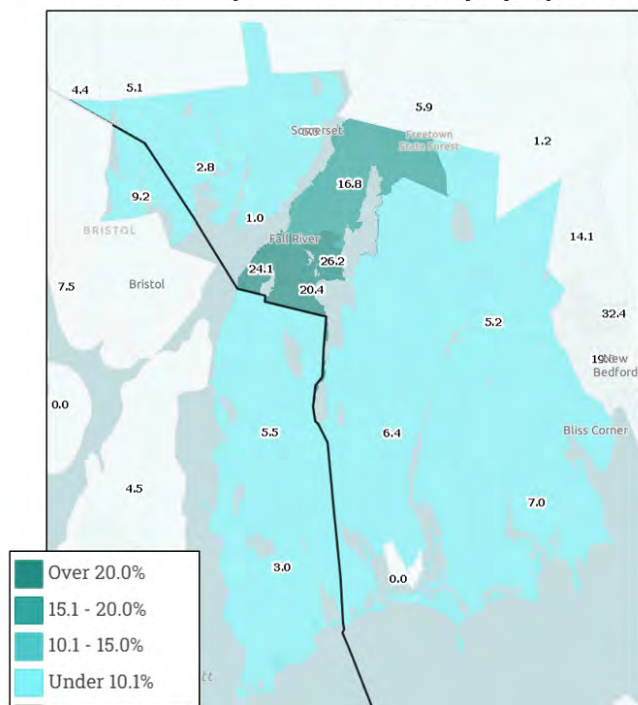 4.4
5.1
5.9
Somerset
Freetown
State Forest
1.2
2.8
16.8
9.2
1.0
BRISTOL
Fall River
14.1
24.1
26.2
7.5
Bristol
20.4
5.2
32.4
New
Bedford
0.0
5.5
6.4
Bliss Corner
4.5
7.0
3.0
0.0
Over 20.0%
15.1 - 20.0%
10.1 - 15.0%
Under 10.1%
tt